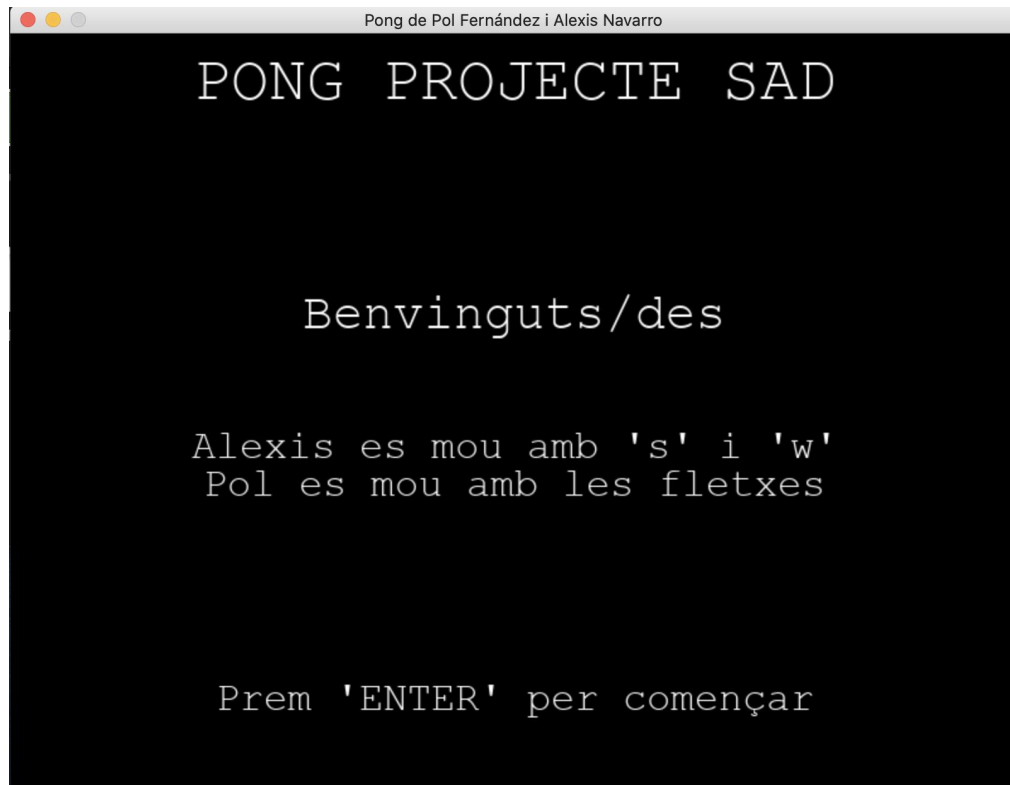 Pong de Pol Fernández i Alexis Navarro
PONG PROJECTE SAD
Benvinguts/des
Alexis es mou amb 's' i 'w'
Pol es mou amb les fletxes
Prem 'ENTER' per començar